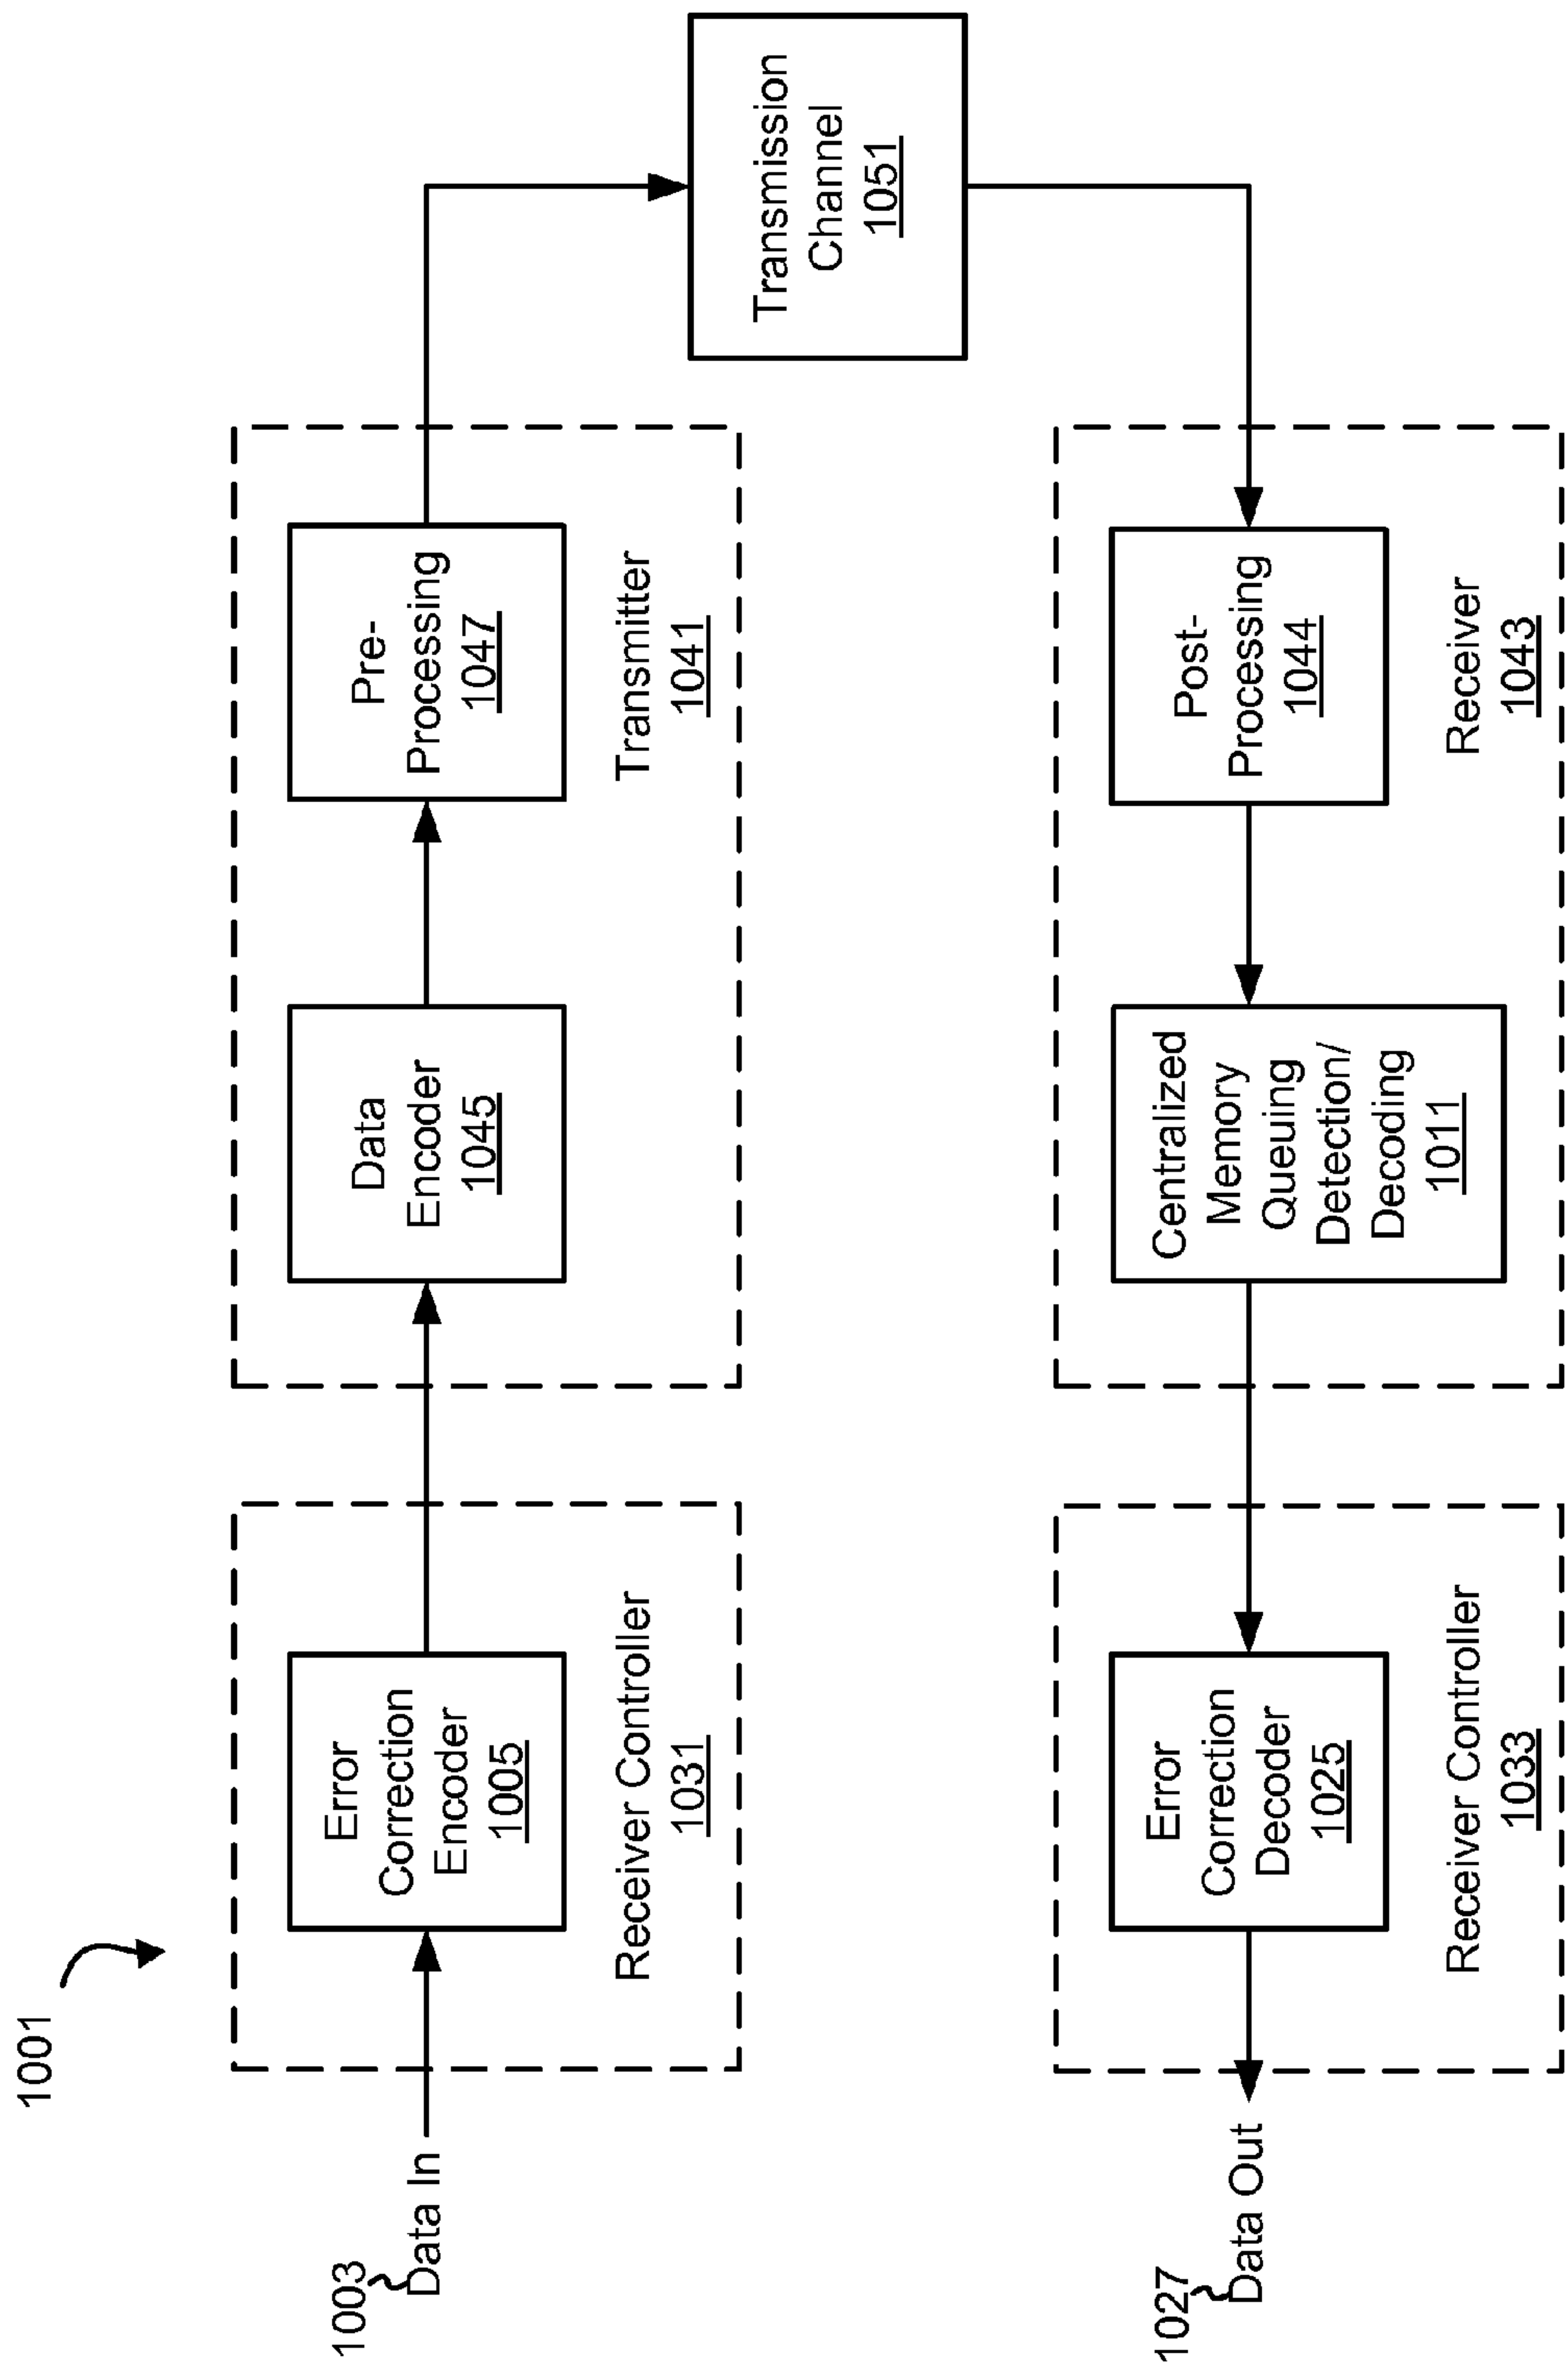 1001
1003
Data In
Error
Correction
Encoder
1005
Receiver Controller
1031
Data
Encoder
1045
Pre-
Processing
1047
Transmitter
1041
Transmission
Channel
1051
Post-
Processing
1044
Centralized
Memory
Queuing
Detection/
Decoding
1011
Receiver
1043
Error
Correction
Decoder
1025
Receiver Controller
1033
1027
Data Out